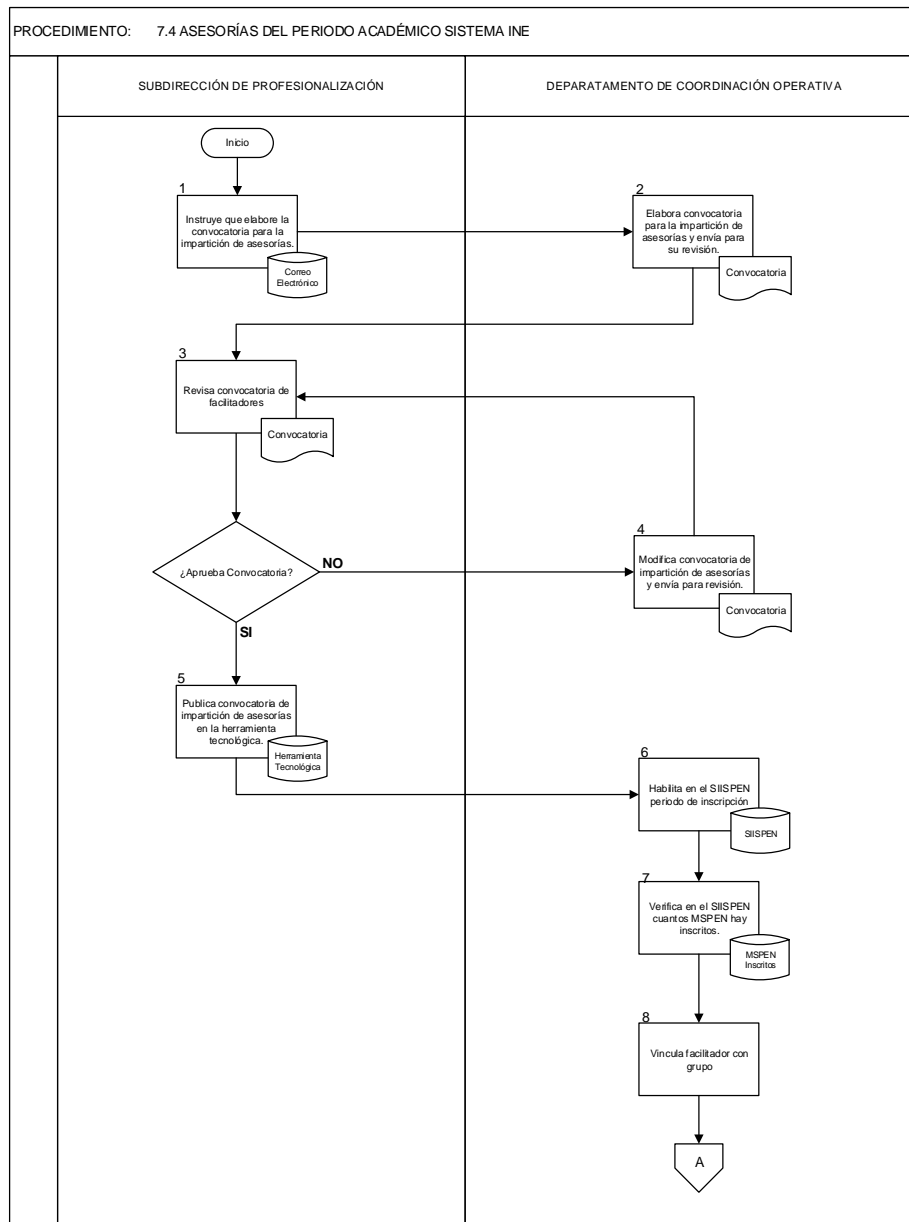 PROCEDIMIENTO: 7.4 ASESORÍAS DEL PERIODO ACADÉMICO SISTEMA INE
SUBDIRECCIÓN DE PROFESIONALIZACIÓN
DEPARATAMENTO DE COORDINACIÓN OPERATIVA
Inicio
1
Instruye que elabore la
convocatoria para la
impartición de asesorías.
Correo
Electrónico
2
Elabora convocatoria
para la impartición de
asesorías y envía para
su revisión.
Convocatoria
3
Revisa convocatoria de
facilitadores
Convocatoria
¿Aprueba Convocatoria?
NO
SI
4
Modifica convocatoria de
impartición de asesorías
y envía para revisión.
Convocatoria
5
Publica convocatoria de
impartición de asesorías
en la herramienta
tecnológica.
Herramienta
Tecnológica
6
Habilita en el SIISPEN
periodo de inscripción
SIISPEN
7
Verifica en el SIISPEN
cuantos MSPEN hay
inscritos.
MSPEN
Inscritos
8
Vincula facilitador con
grupo
A